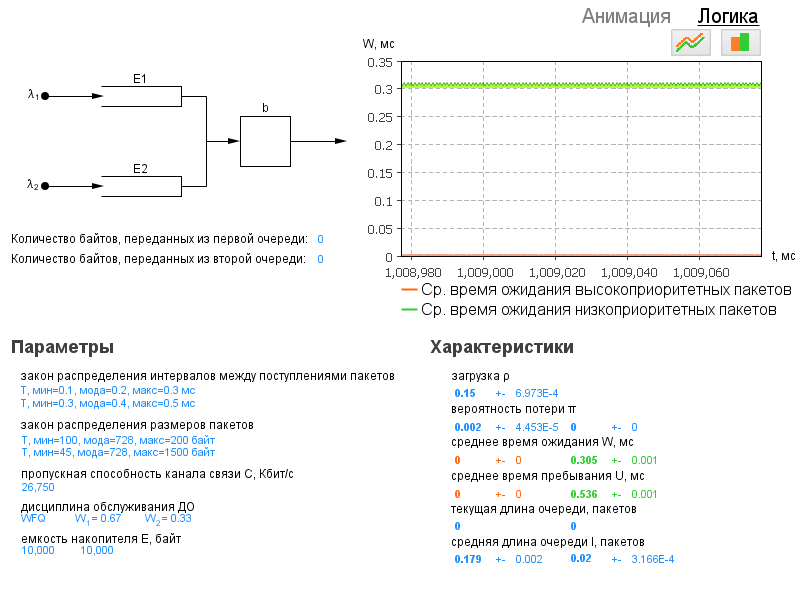 Анимация Логика
W, мс
0.35
0.3
0.25
0.2
0.15
0.1
0.05
0
1,008,980 1,009,000 1,009,020 1,009,040 1,009,060
t, мс
Ср. время ожидания высокоприоритетных пакетов
Ср. время ожидания низкоприоритетных пакетов
λ1
E1
b
λ2
E2
Количество байтов, переданных из первой очереди: 0
Количество байтов, переданных из второй очереди: 0
Параметры
закон распределения интервалов между поступлениями пакетов
T, мин=0.1, мода=0.2, макс=0.3 мс
T, мин=0.3, мода=0.4, макс=0.5 мс
закон распределения размеров пакетов
T, мин=100, мода=728, макс=200 байт
T, мин=45, мода=728, макс=1500 байт
пропускная способность канала связи C, Кбит/с
26,750
дисциплина обслуживания ДО
WFQ W1= 0.67 W2= 0.33
емкость накопителя E, байт
10,000 10,000
Характеристики
загрузка ρ
0.15 +- 6.973E-4
вероятность потери π
0.002 +- 4.453E-5 0 +- 0
среднее время ожидания W, мс
0 +- 0 0.305 +- 0.001
среднее время пребывания U, мс
0 +- 0 0.536 +- 0.001
текущая длина очереди, пакетов
0 0
средняя длина очереди l, пакетов
0.179 +- 0.002 0.02 +- 3.166E-4